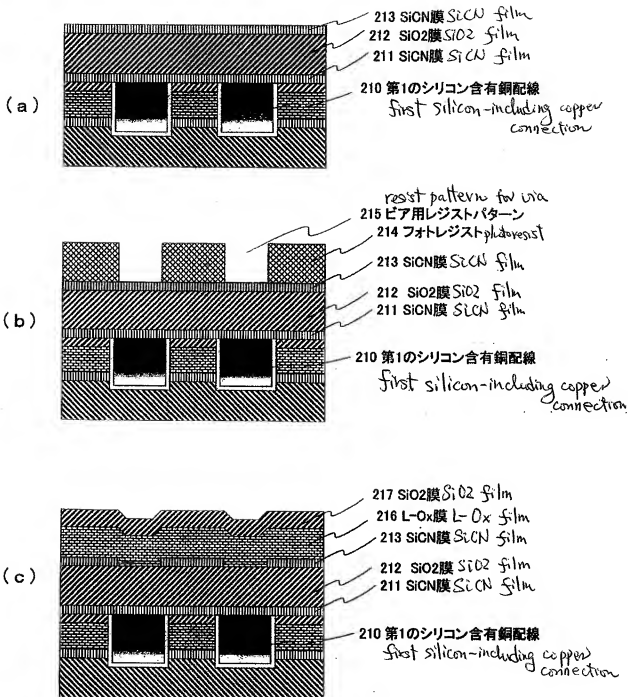 213 SiCN膜 SiCN film
212 SiO2膜 SiO2 film
211 SiCN膜 SiCN film
210 第1のシリコン含有銅配線
first silicon-including copper
connection
(a)
resist pattern for via
215 ビア用レジストパターン
214 フォトレジスト photoresist
213 SiCN膜 SiCN film
212 SiO2膜 SiO2 film
211 SiCN膜 SiCN film
(b)
210 第1のシリコン含有銅配線
first silicon-including copper
connection
217 SiO2膜 SiO2 film
216 L-Ox膜 L-Ox film
213 SiCN膜 SiCN film
(c)
212 SiO2膜 SiO2 film
211 SiCN膜 SiCN film
210 第1のシリコン含有銅配線
first silicon-including copper
connection